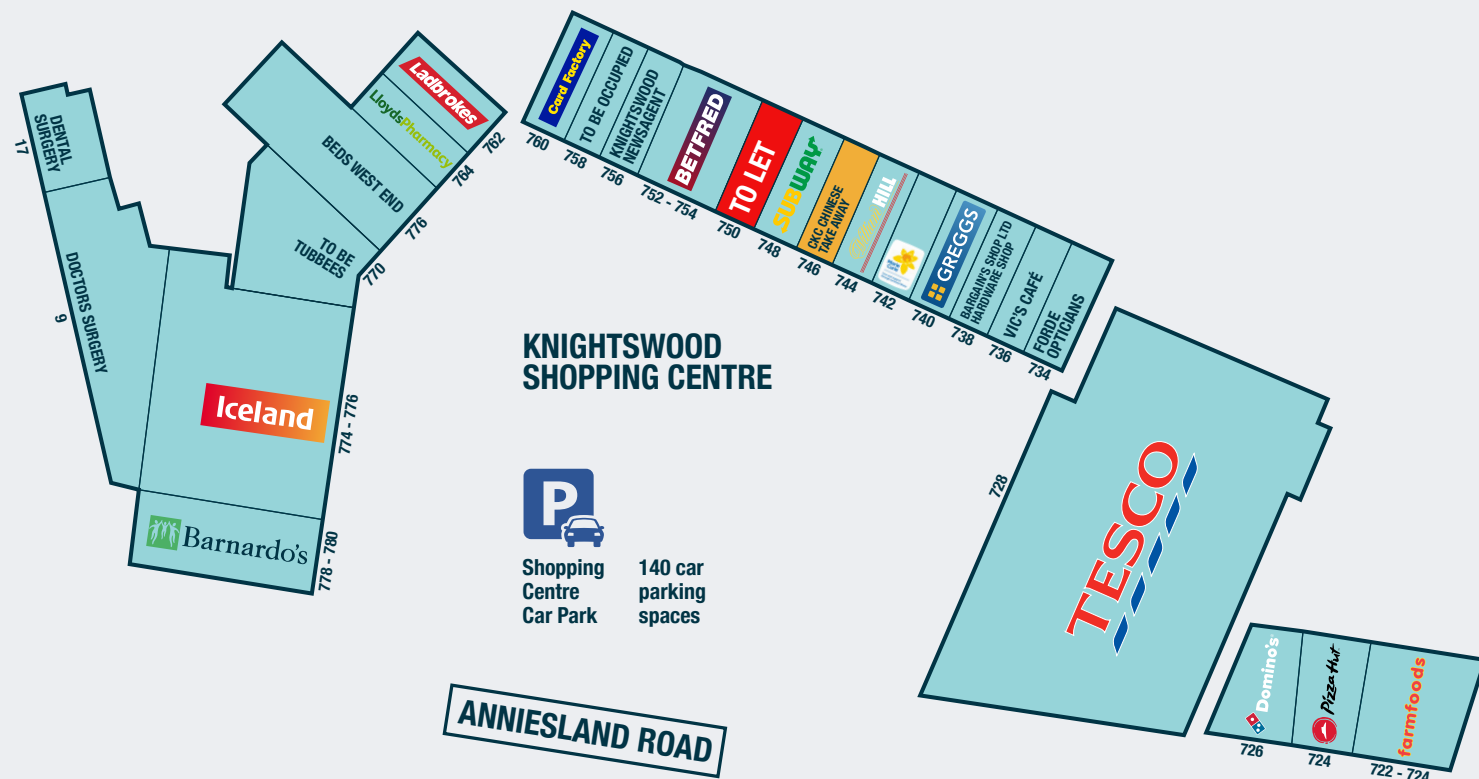 DENTAL
SURGERY
17
DOCTORS SURGERY
9
Iceland
774 - 776
Barnardo's
778 - 780
TO BE
TUBBEES
770
BEDS WEST END
776
LloydsPharmacy
764
Ladbrokes
762
Card Factory
760
TO BE OCCUPIED
758
KNIGHTSWOOD
NEWSAGENT
756
BETFRED
752 - 754
TO LET
750
SUBWAY
748
CKC CHINESE
TAKE AWAY
746
William HILL
744
742
GREGGS
740
BARGAIN'S SHOP LTD
HARDWARE SHOP
738
VIC'S CAFÉ
736
FORDE
OPTICIANS
734
KNIGHTSWOOD
SHOPPING CENTRE
P
Shopping
Centre
Car Park
140 car
parking
spaces
ANNIESLAND ROAD
728
TESCO
Domino's
726
Pizza Hut
724
farmfoods
722 - 724